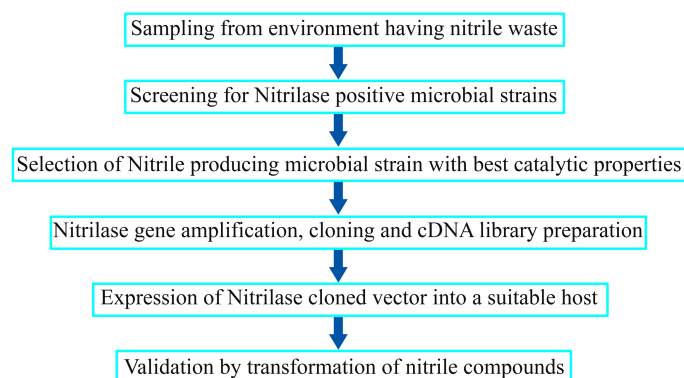 Sampling from environment having nitrile waste
Screening for Nitrilase positive microbial strains
Selection of Nitrile producing microbial strain with best catalytic properties
Nitrilase gene amplification, cloning and cDNA library preparation
Expression of Nitrilase cloned vector into a suitable host
Validation by transformation of nitrile compounds